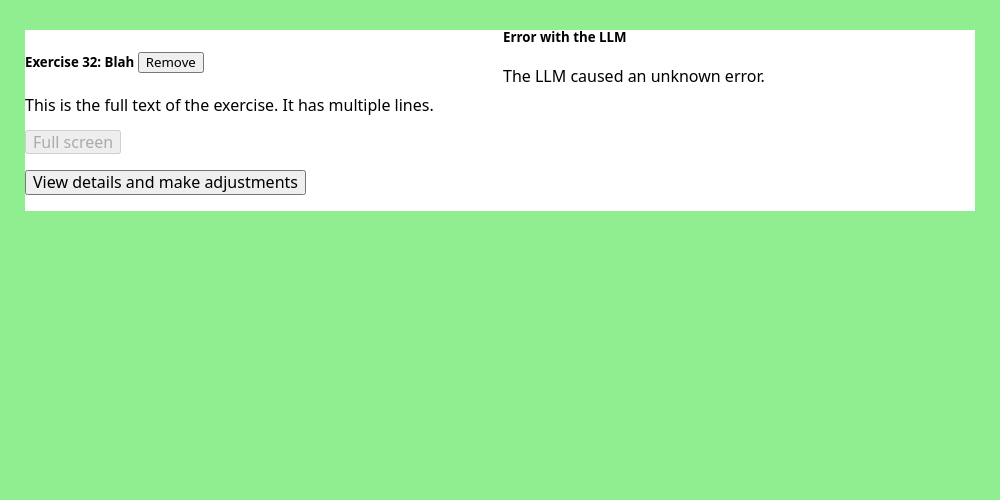 Exercise 32: Blah Remove
This is the full text of the exercise. It has multiple lines.
Full screen
View details and make adjustments
Error with the LLM
The LLM caused an unknown error.